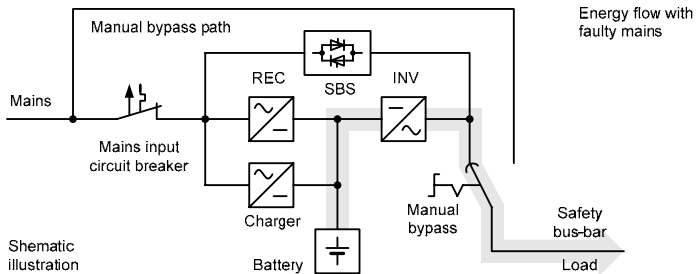 Manual bypass path
Energy flow with
faulty mains
REC
SBS
INV
Mains
Mains input
circuit breaker
Charger
Manual
bypass
Safety
bus-bar
Shematic
illustration
Battery
Load